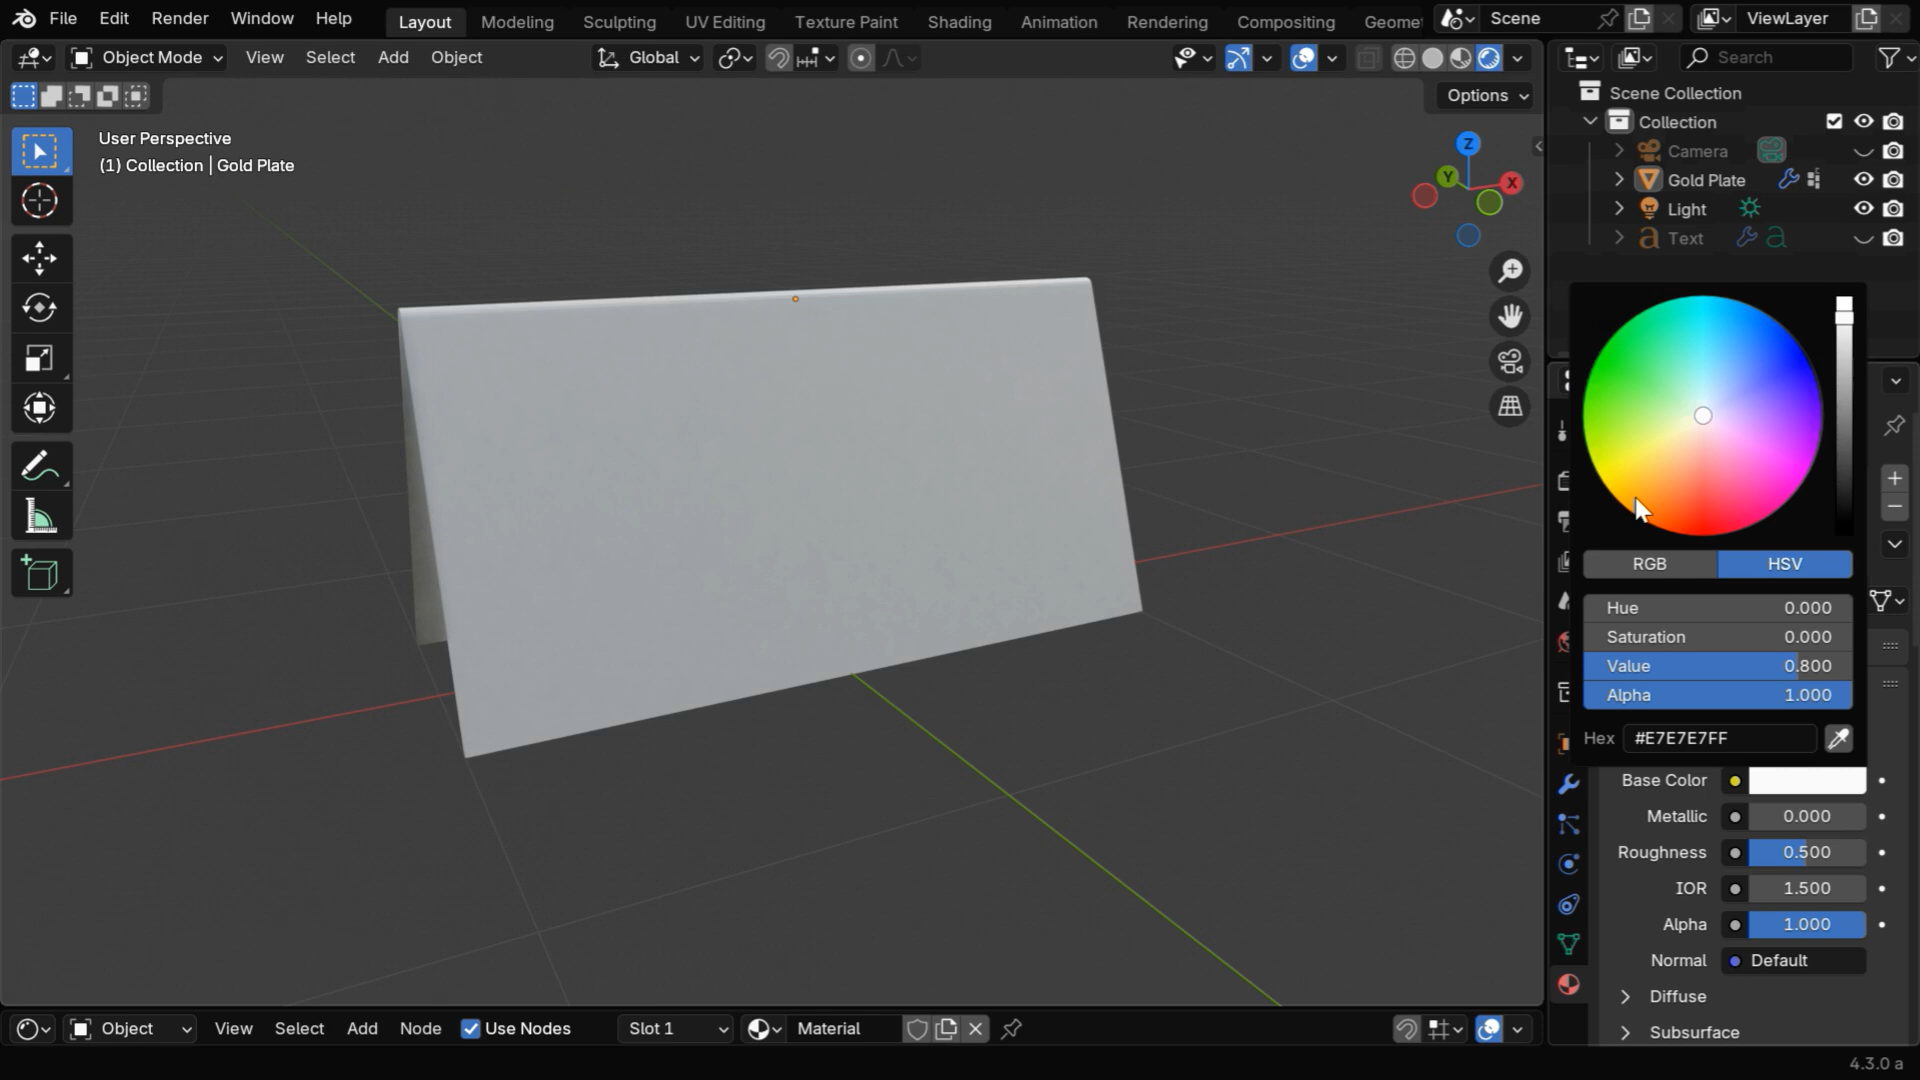 File Edit Render Window Help Layout Modeling Sculpting UV Editing Texture Paint Shading Animation Rendering Compositing Scene ViewLayer
Object Mode View Select Add Object Global Search
Options
User Perspective
(1) Collection | Gold Plate
Z
Y
X
Scene Collection
Collection
Camera
Gold Plate
Light
Text
RGB HSV
Hue 0.000
Saturation 0.000
Value 0.800
Alpha 1.000
Hex #E7E7E7FF
Base Color
Metallic 0.000
Roughness 0.500
IOR 1.500
Alpha 1.000
Normal Default
Diffuse
Subsurface
Object View Select Add Node Use Nodes Slot 1 Material
4.3.0 a